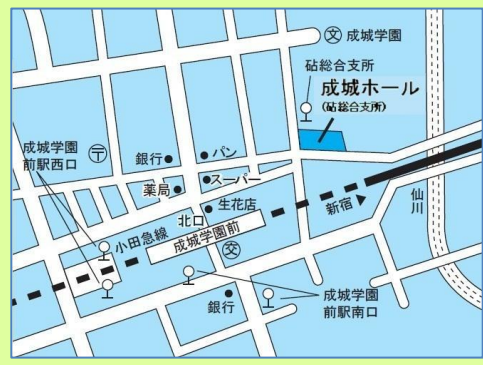 文 成城学園
砧総合支所
成城ホール
(砧総合支所)
成城学園
前駅西口
〒
銀行
パン
薬局
スーパー
生花店
北口
小田急線
成城学園前
新宿
仙川
交
銀行
成城学園
前駅南口